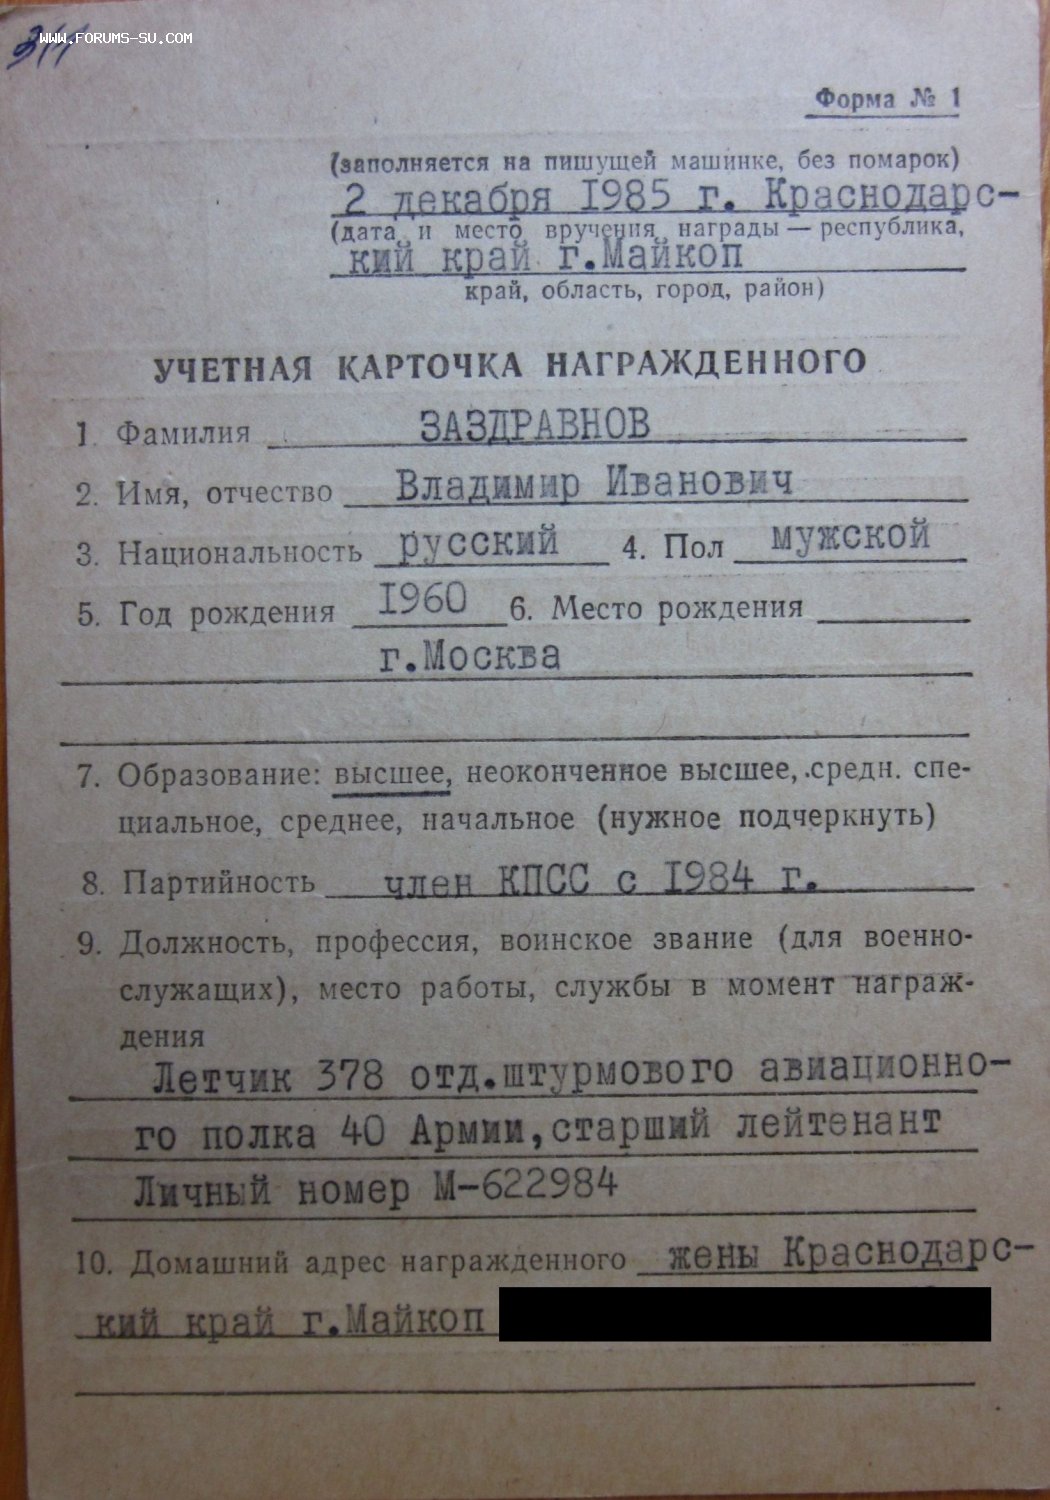 311
WWW.FORUMS-SU.COM
Форма № 1
(заполняется на пишущей машинке, без помарок)
2 декабря 1985 г. Краснодарс-
(дата и место вручения награды — республика,
кий край г.Майкоп
край, область, город, район)
УЧЕТНАЯ КАРТОЧКА НАГРАЖДЕННОГО
1. Фамилия ЗАЗДРАВНОВ
2. Имя, отчество Владимир Иванович
3. Национальность русский 4. Пол мужской
5. Год рождения 1960 6. Место рождения
г.Москва
7. Образование: высшее, неоконченное высшее, средн. спе-
циальное, среднее, начальное (нужное подчеркнуть)
8. Партийность член КПСС с 1984 г.
9. Должность, профессия, воинское звание (для военно-
служащих), место работы, службы в момент награж-
дения
Летчик 378 отд.штурмового авиационно-
го полка 40 Армии,старший лейтенант
Личный номер М-622984
10. Домашний адрес награжденного жены Краснодарс-
кий край г.Майкоп